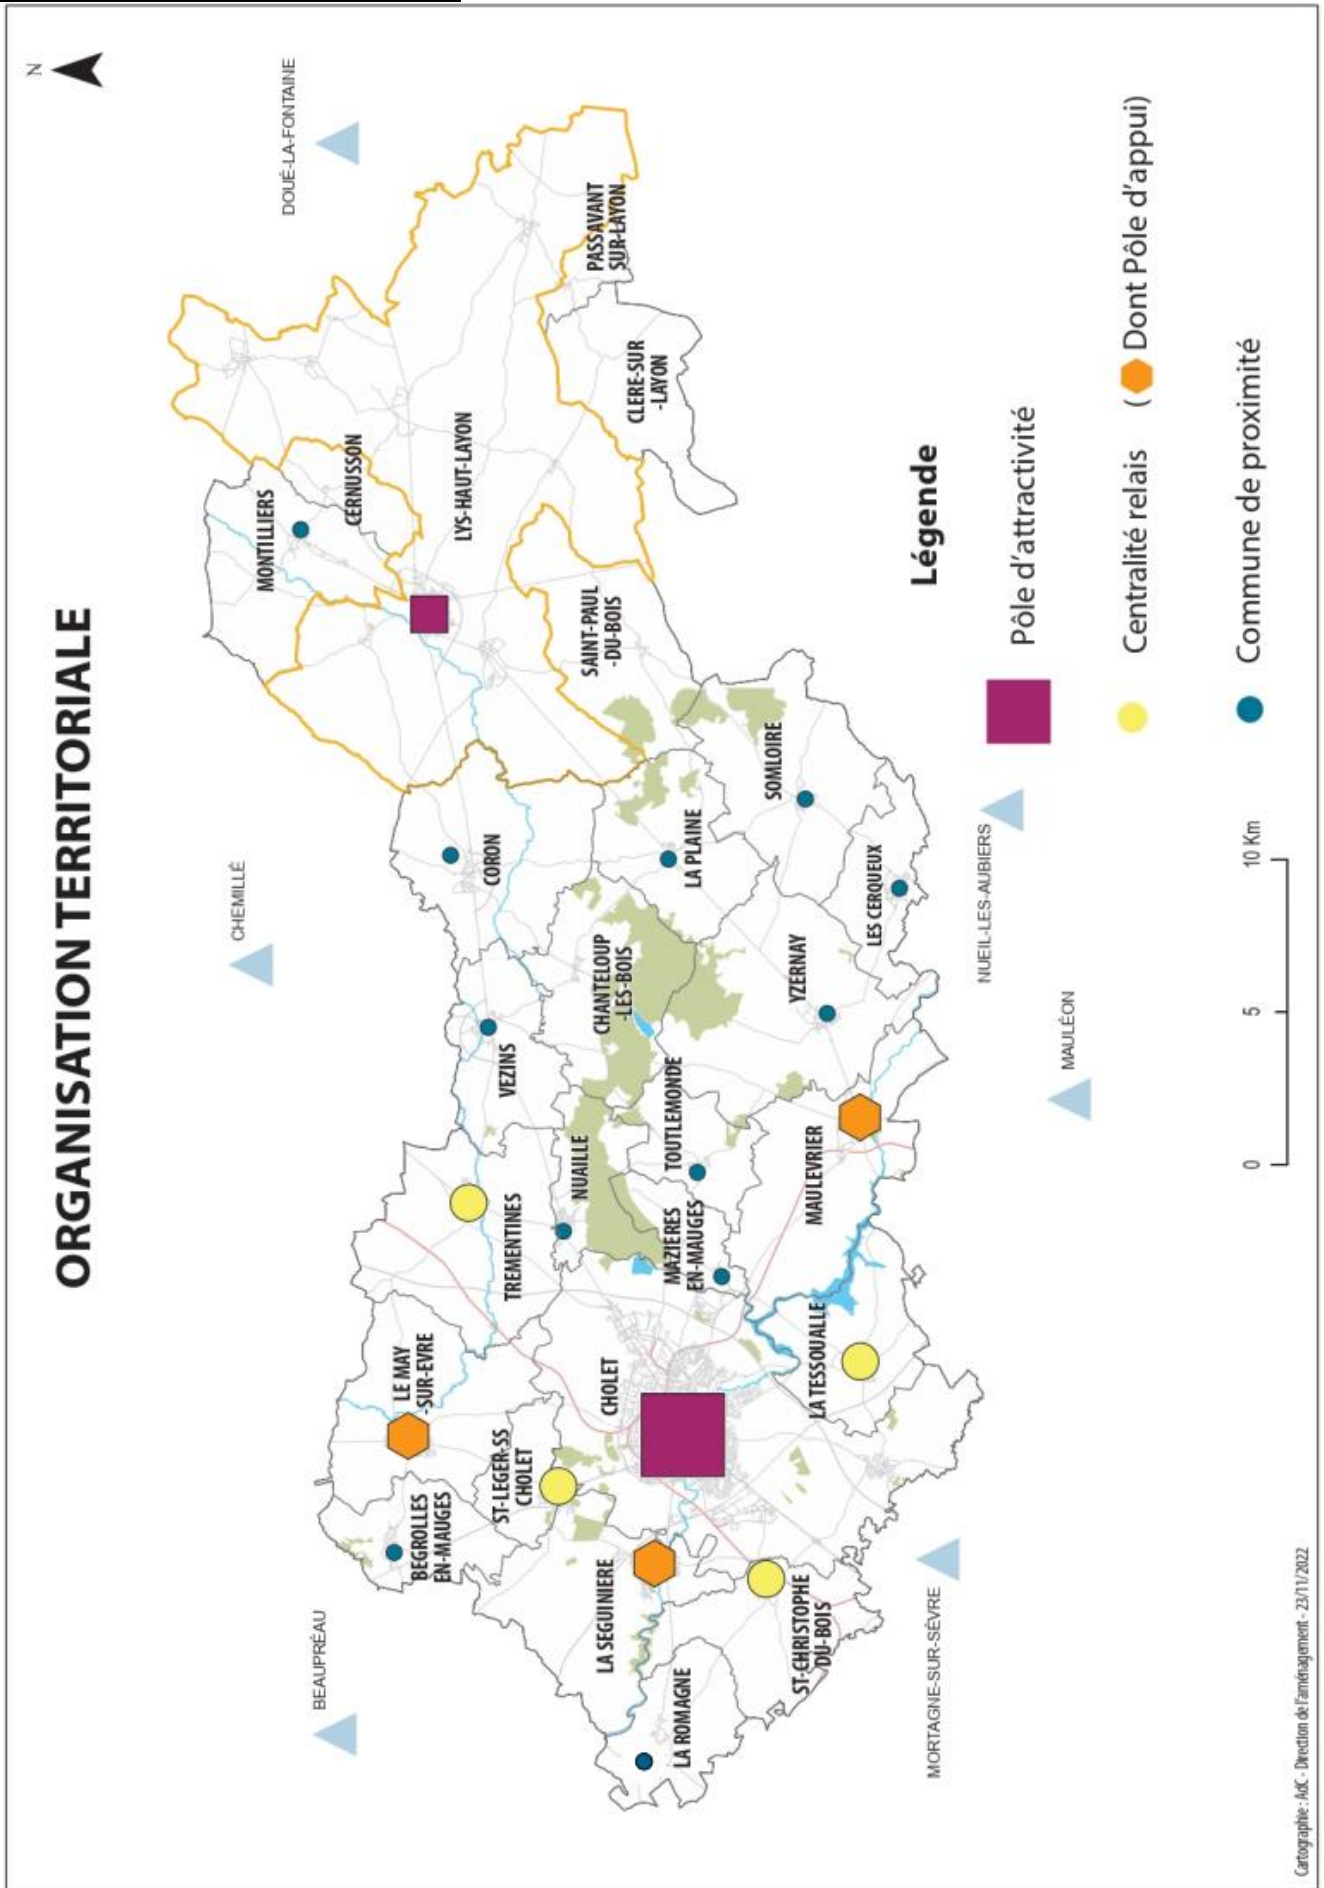 ORGANISATION TERRITORIALE
N
DOUÉ-LA-FONTAINE
CHEMILLÉ
BEAUPRÉAU
MONTILLIERS
CERNUSSON
LYS-HAUT-LAYON
PASSAVANT
SUR-LAYON
CLERE-SUR
-LAYON
SAINT-PAUL
-DU-BOIS
CORON
LA PLAINE
SOMLOIRE
LES CERQUEUX
VEZINS
CHANTELOUP
-LES-BOIS
YZERNAY
TREMENTINES
NUAILLE
TOUTLEMONDE
MAZIERES
EN-MAUGES
MAULEVRIER
LE MAY
-SUR-EVRE
BEGROLLES
EN-MAUGES
ST-LEGER-SS
CHOLET
CHOLET
LA TESSOUALLE
LA SEGUINIERE
ST-CHRISTOPHE
DU-BOIS
LA ROMAGNE
NUEIL-LES-AUBIERS
MAULÉON
MORTAGNE-SUR-SÈVRE
Légende
Pôle d'attractivité
Centralité relais ( Dont Pôle d'appui)
Commune de proximité
0 5 10 Km
Cartographie : AdC - Direction de l'aménagement - 23/11/2022